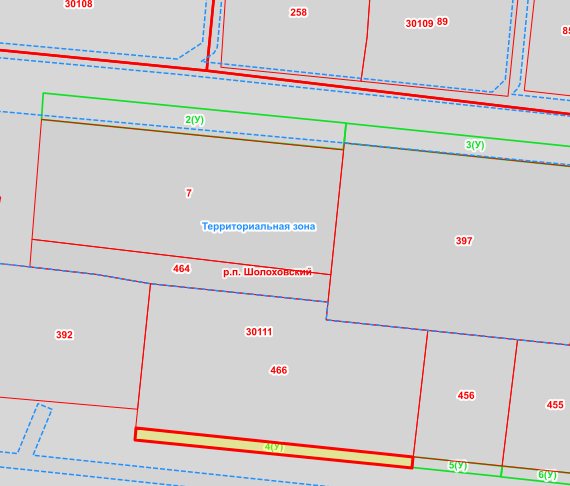 30108
258
30109 89
85
2(У)
3(У)
7
Территориальная зона
397
464
р.п. Шолоховский
392
30111
466
456
455
4(У)
5(У)
6(У)